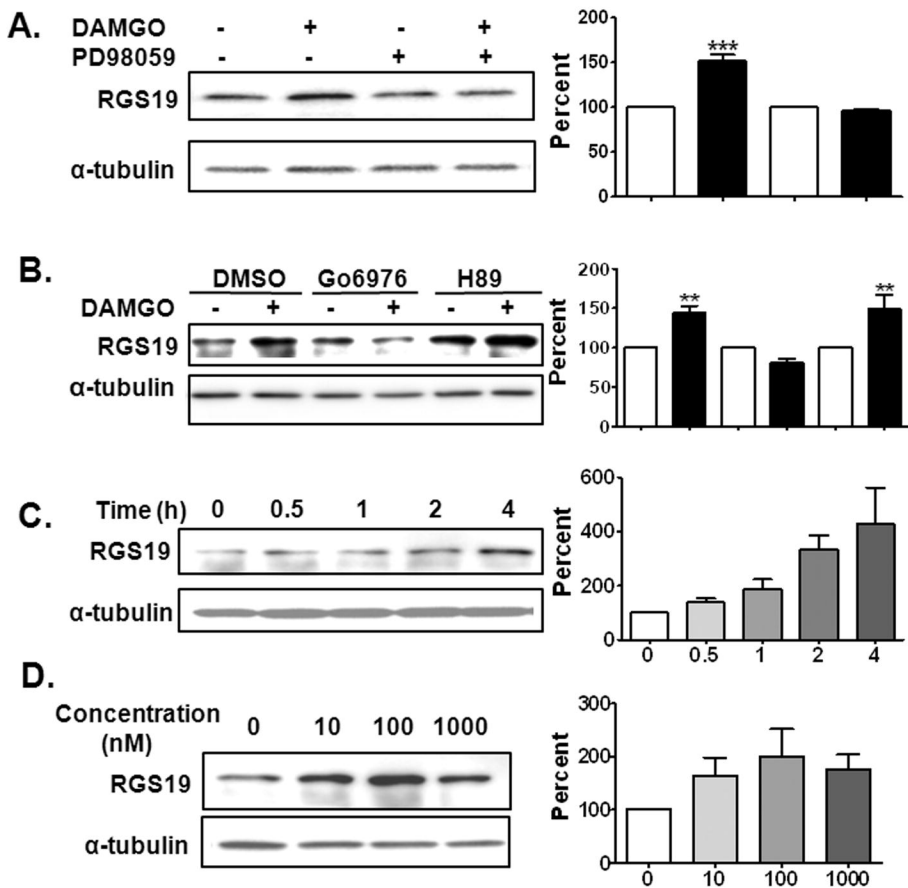 A.
DAMGO - + - +
PD98059 - - + +
RGS19
α-tubulin
Percent
200
150
100
50
0
***
B.
DMSO Go6976 H89
DAMGO - + - + - +
RGS19
α-tubulin
Percent
200
150
100
50
0
** **
C.
Time (h) 0 0.5 1 2 4
RGS19
α-tubulin
Percent
600
400
200
0
0 0.5 1 2 4
D.
Concentration
(nM)
0 10 100 1000
RGS19
α-tubulin
Percent
300
200
100
0
0 10 100 1000